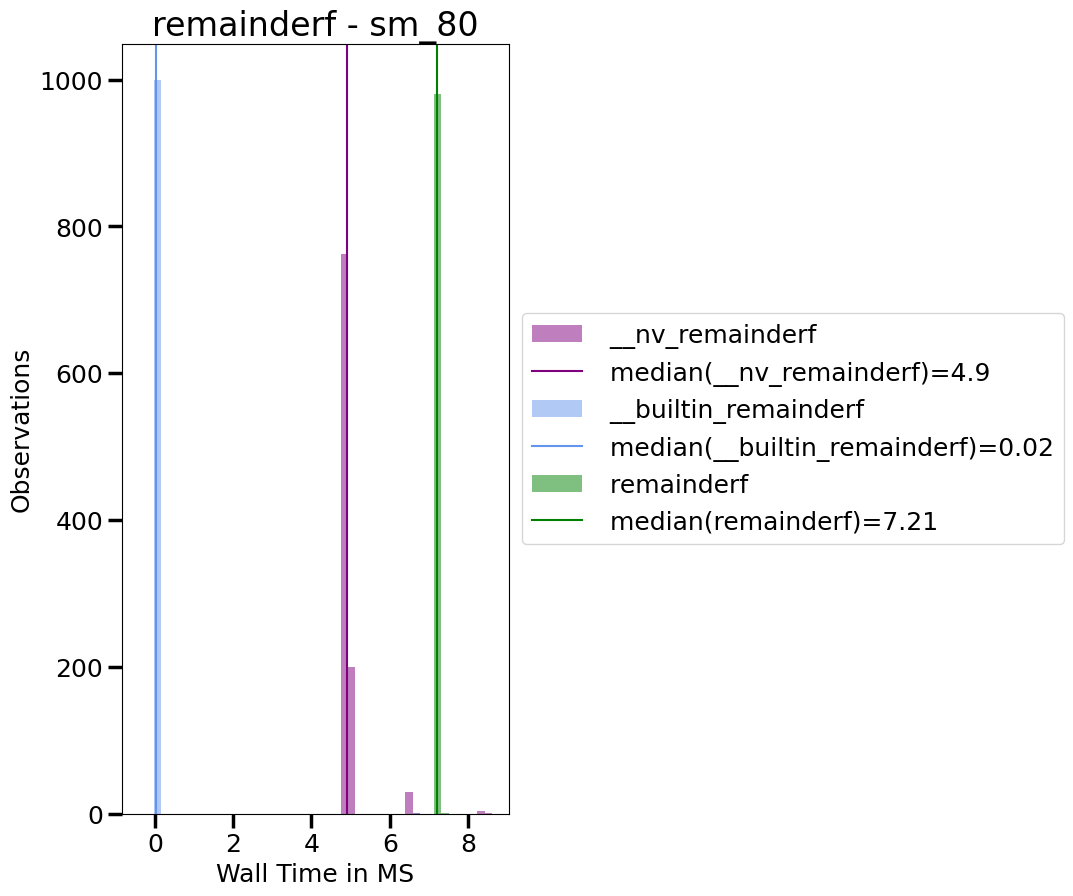 remainderf - sm_80
1000
800
600
400
200
0
Observations
0 2 4 6 8
Wall Time in MS
__nv_remainderf
median(__nv_remainderf)=4.9
__builtin_remainderf
median(__builtin_remainderf)=0.02
remainderf
median(remainderf)=7.21